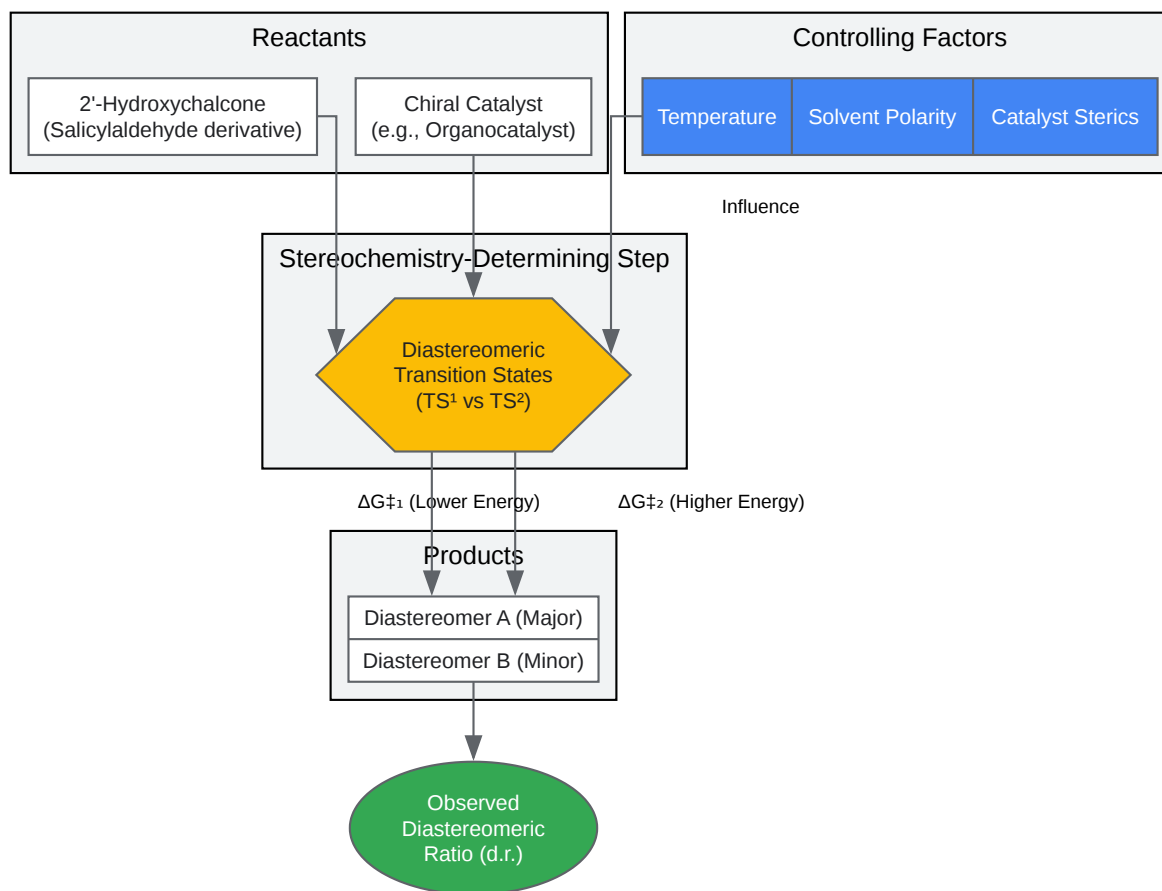 Reactants
2'-Hydroxychalcone
(Salicylaldehyde derivative)
Chiral Catalyst
(e.g., Organocatalyst)
Controlling Factors
Temperature
Solvent Polarity
Catalyst Sterics
Influence
Stereochemistry-Determining Step
Diastereomeric
Transition States
(TS¹ vs TS²)
ΔG‡₁ (Lower Energy)
ΔG‡₂ (Higher Energy)
Products
Diastereomer A (Major)
Diastereomer B (Minor)
Observed
Diastereomeric
Ratio (d.r.)